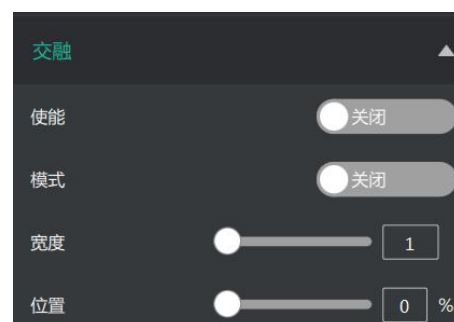 交融
使能 关闭
模式 关闭
宽度 1
位置 0 %